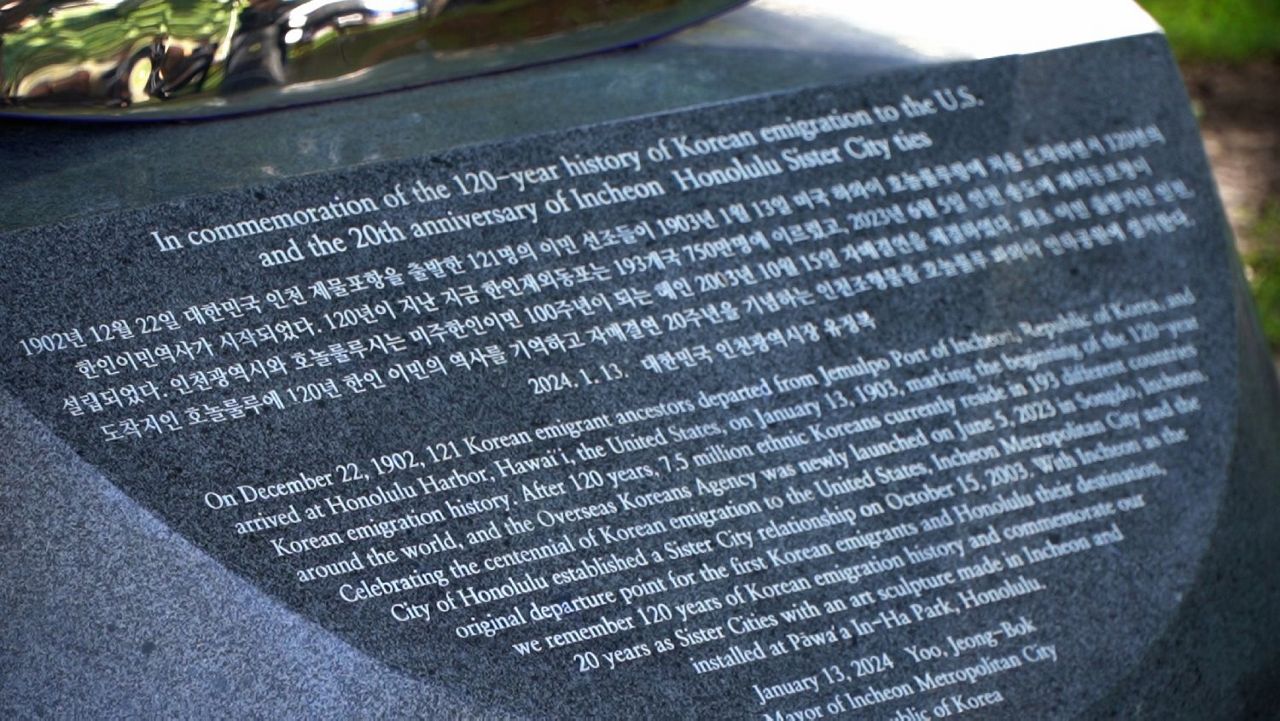 In commemoration of the 120-year history of Korean emigration to the U.S.
and the 20th anniversary of Incheon Honolulu Sister City ties
1902년 12월 22일 대한민국 인천 제물포항을 출발한 121명의 이민 선조들이 1903년 1월 13일 미국 하와이 호놀룰루항에 처음 도착하면서 120년의
한인이민역사가 시작되었다. 120년이 지난 지금 한인재외동포는 193개국 750만명에 이르렀고, 2023년 6월 5일 인천 송도에 재외동포청이
설립되었다. 인천광역시와 호놀룰루시는 미주한인이민 100주년이 되는 해인 2003년 10월 15일 자매결연을 체결하였다. 최초 이민 출발지인 인천
도착지인 호놀룰루에 120년 한인 이민의 역사를 기억하고 자매결연 20주년을 기념하는 인천조형물을 호놀룰루 파와아 인하공원에 설치한다.
2024. 1. 13. 대한민국 인천광역시장 유정복
On December 22, 1902, 121 Korean emigrant ancestors departed from Jemulpo Port of Incheon, Republic of Korea, and
arrived at Honolulu Harbor, Hawai'i, the United States, on January 13, 1903, marking the beginning of the 120-year
Korean emigration history. After 120 years, 7.5 million ethnic Koreans currently reside in 193 different countries
around the world, and the Overseas Koreans Agency was newly launched on June 5, 2023 in Songdo, Incheon.
Celebrating the centennial of Korean emigration to the United States, Incheon Metropolitan City and the
City of Honolulu established a Sister City relationship on October 15, 2003. With Incheon as the
original departure point for the first Korean emigrants and Honolulu their destination,
we remember 120 years of Korean emigration history and commemorate our
20 years as Sister Cities with an art sculpture made in Incheon and
installed at Pāwa'a In-Ha Park, Honolulu.
January 13, 2024 Yoo, Jeong-Bok
Mayor of Incheon Metropolitan City
of Korea